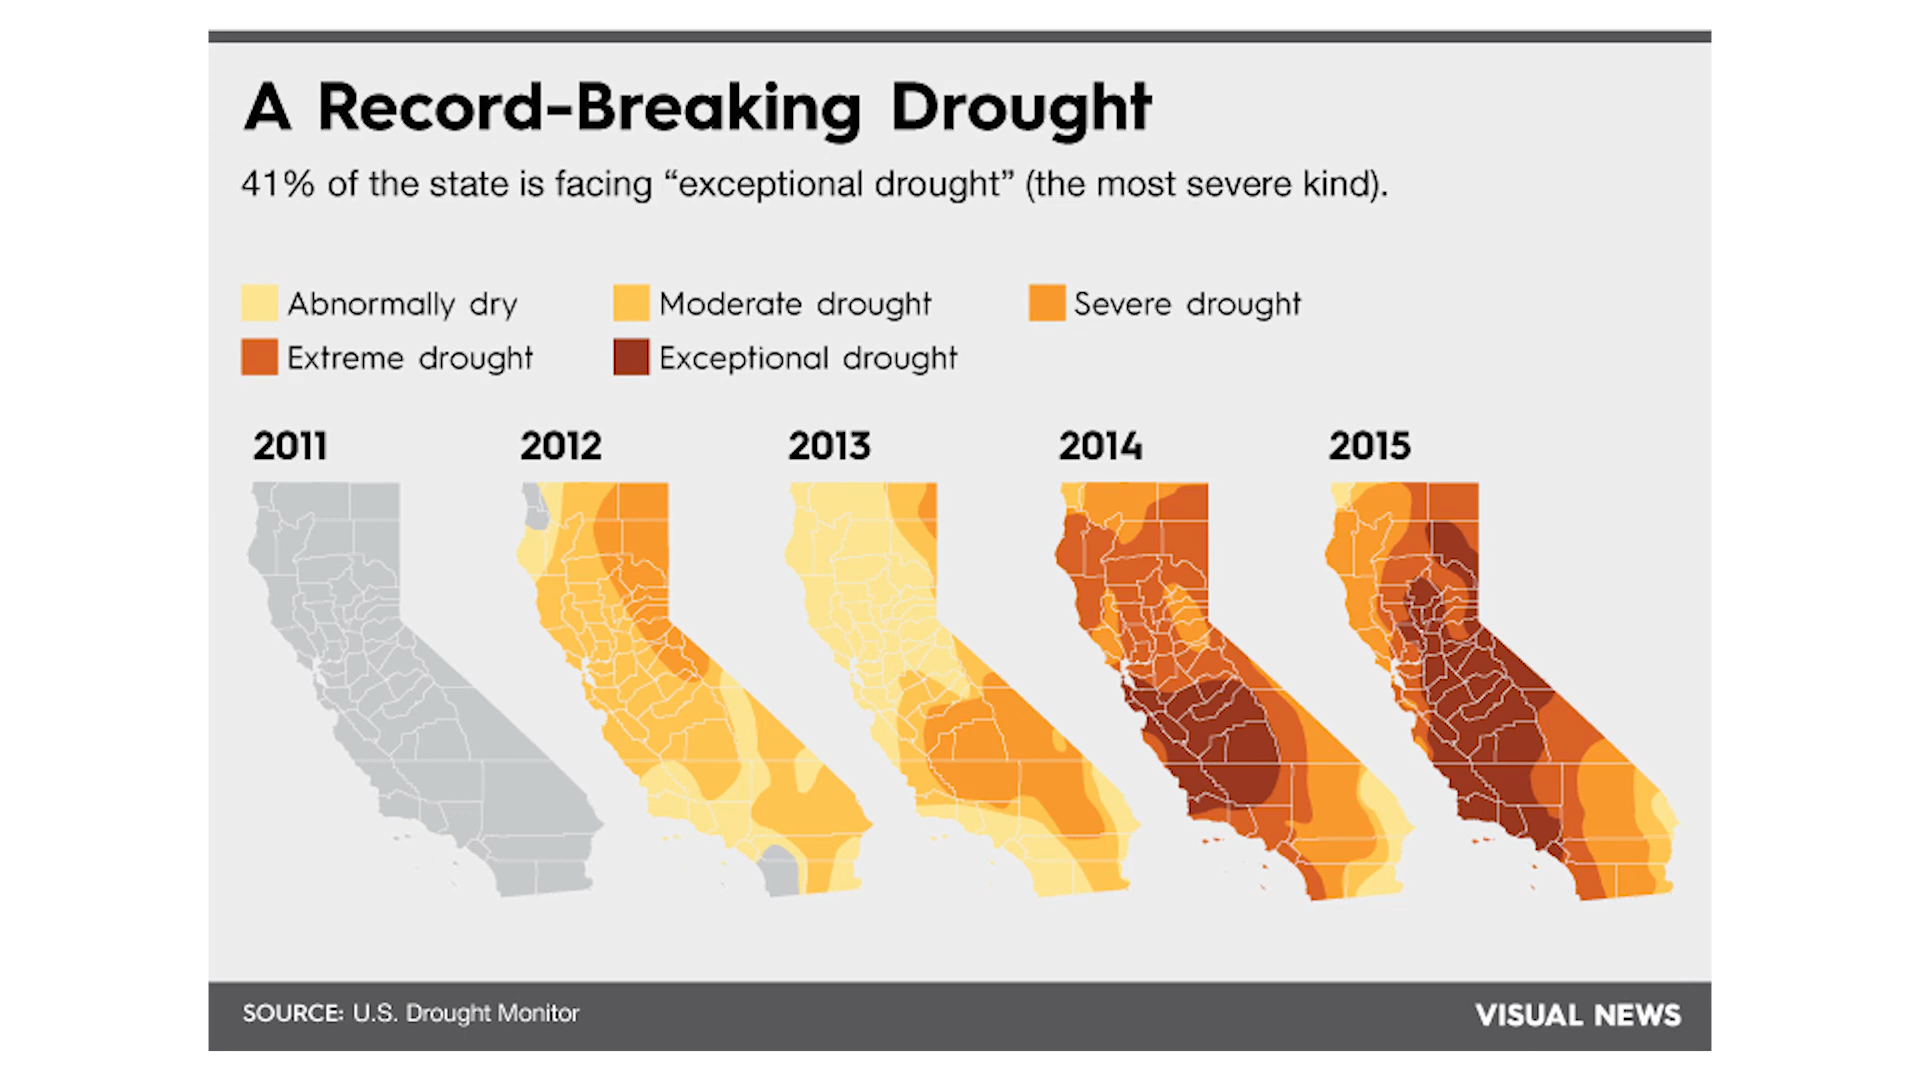 A Record-Breaking Drought
41% of the state is facing “exceptional drought” (the most severe kind).
Abnormally dry
Moderate drought
Severe drought
Extreme drought
Exceptional drought
2011
2012
2013
2014
2015
SOURCE: U.S. Drought Monitor
VISUAL NEWS